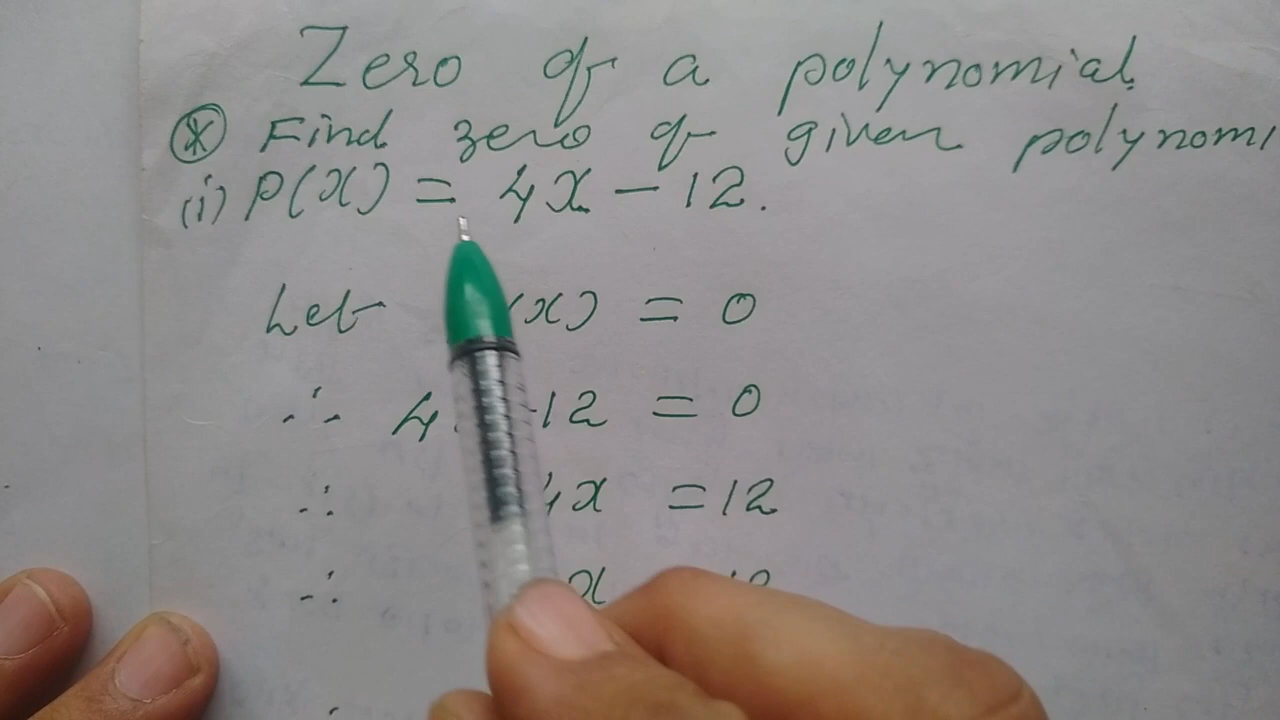 Zero of a polynomial.
* Find zero of given polynomi
(i) P(x) = 4x - 12.
Let (x) = 0
∴ 4 -12 = 0
∴ 4x = 12
∴ x